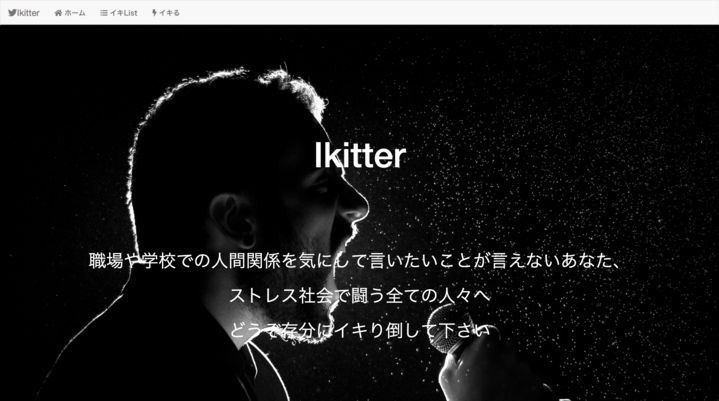 Ikitter ホーム イキList イキる
Ikitter
職場や学校での人間関係を気にして言いたいことが言えないあなた、
ストレス社会で闘う全ての人々へ
どうぞ存分にイキり倒して下さい